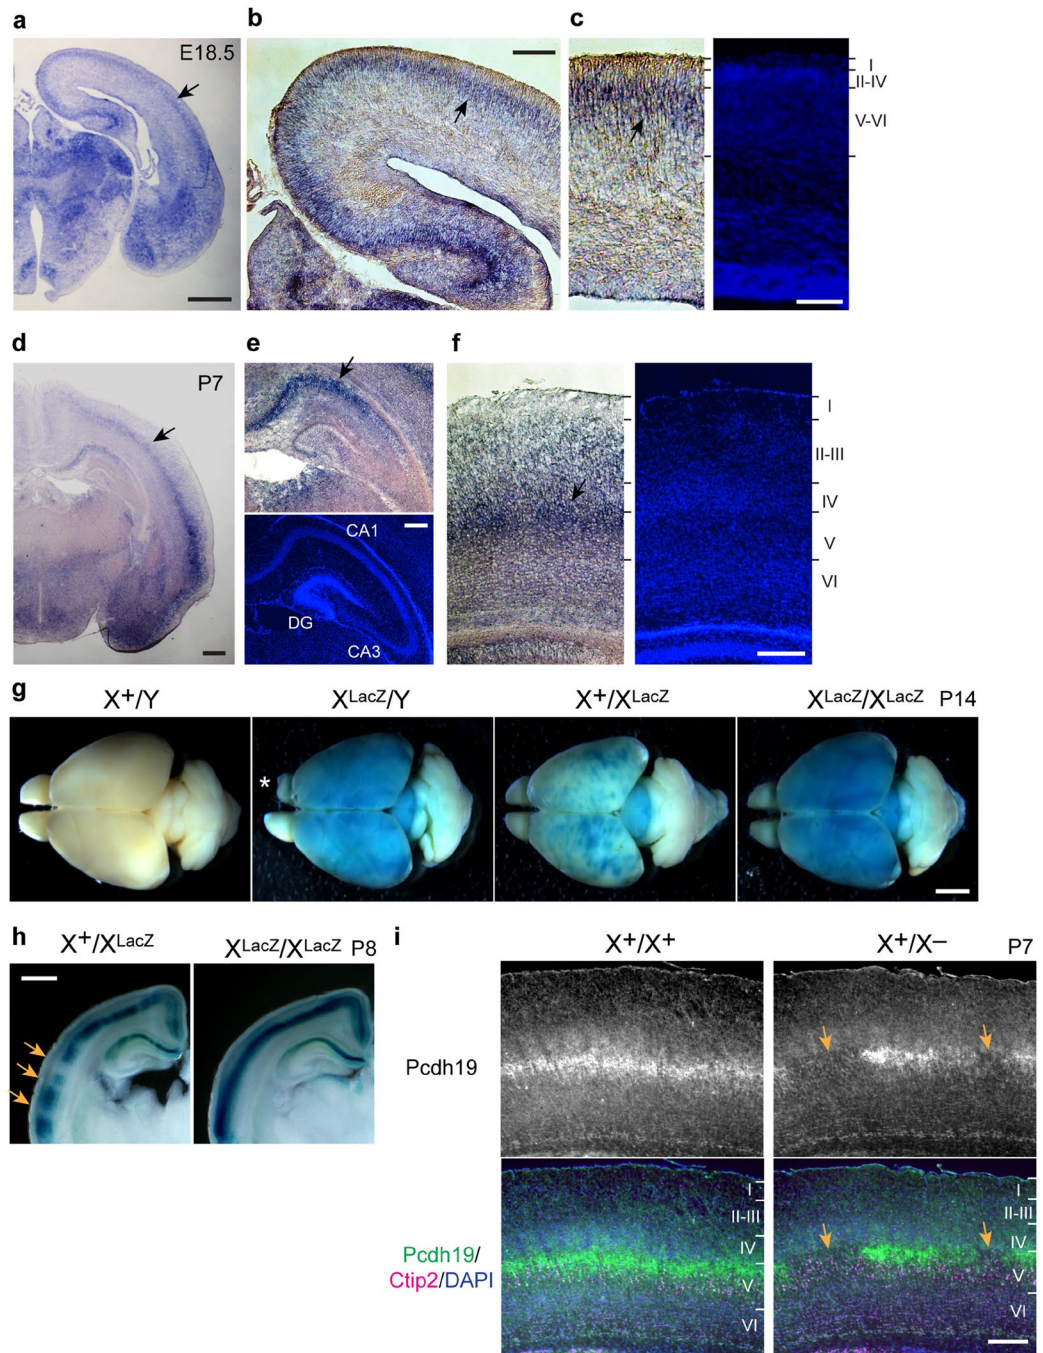 a
E18.5
b
c
I
II-IV
V-VI
d
P7
e
CA1
DG
CA3
f
I
II-III
IV
V
VI
g
X+/Y
XLacZ/Y
X+/XLacZ
XLacZ/XLacZ P14
*
h
X+/XLacZ
XLacZ/XLacZ P8
i
X+/X+
X+/X– P7
Pcdh19
Pcdh19/
Ctip2/DAPI
I
II-III
IV
V
VI
I
II-III
IV
V
VI